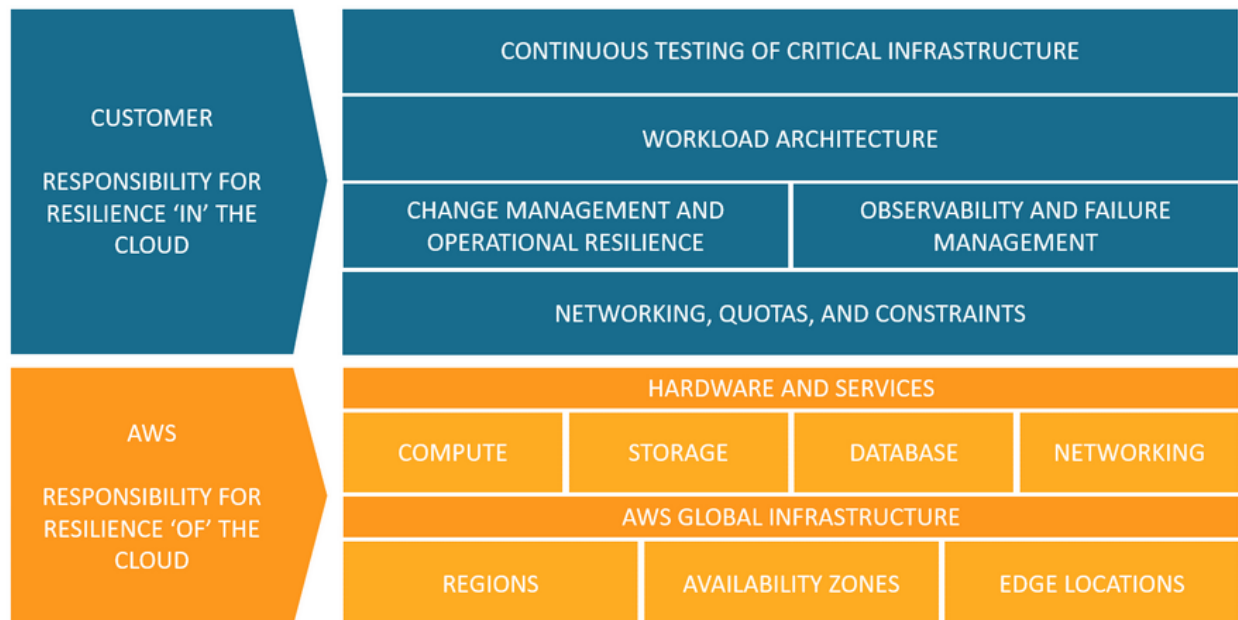 CUSTOMER
RESPONSIBILITY FOR
RESILIENCE ‘IN’ THE
CLOUD
CONTINUOUS TESTING OF CRITICAL INFRASTRUCTURE
WORKLOAD ARCHITECTURE
CHANGE MANAGEMENT AND
OPERATIONAL RESILIENCE
OBSERVABILITY AND FAILURE
MANAGEMENT
NETWORKING, QUOTAS, AND CONSTRAINTS
AWS
RESPONSIBILITY FOR
RESILIENCE ‘OF’ THE
CLOUD
HARDWARE AND SERVICES
COMPUTE
STORAGE
DATABASE
NETWORKING
AWS GLOBAL INFRASTRUCTURE
REGIONS
AVAILABILITY ZONES
EDGE LOCATIONS